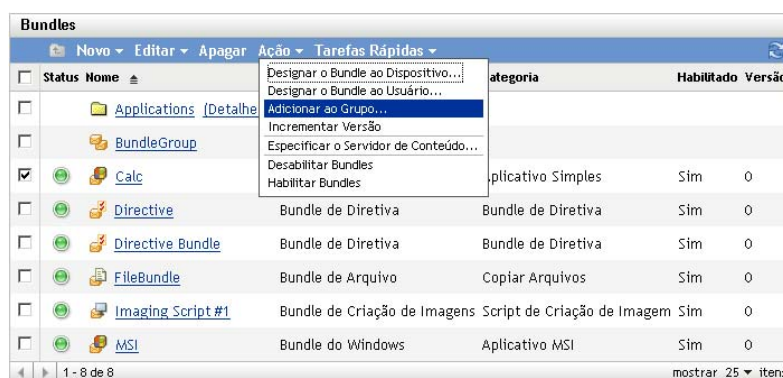 Bundles
Novo Editar Apagar Ação Tarefas Rápidas
Status Nome ategoria Habilitado Versão
Designar o Bundle ao Dispositivo...
Designar o Bundle ao Usuário...
Adicionar ao Grupo...
Incrementar Versão
Especificar o Servidor de Conteúdo...
Desabilitar Bundles
Habilitar Bundles
Applications (Detalhe
BundleGroup
Calc plicativo Simples Sim 0
Directive Bundle de Diretiva Bundle de Diretiva Sim 0
Directive Bundle Bundle de Diretiva Bundle de Diretiva Sim 0
FileBundle Bundle de Arquivo Copiar Arquivos Sim 0
Imaging Script #1 Bundle de Criação de Imagens Script de Criação de Imagem Sim 0
MSI Bundle do Windows Aplicativo MSI Sim 0
1 - 8 de 8 mostrar 25 itens